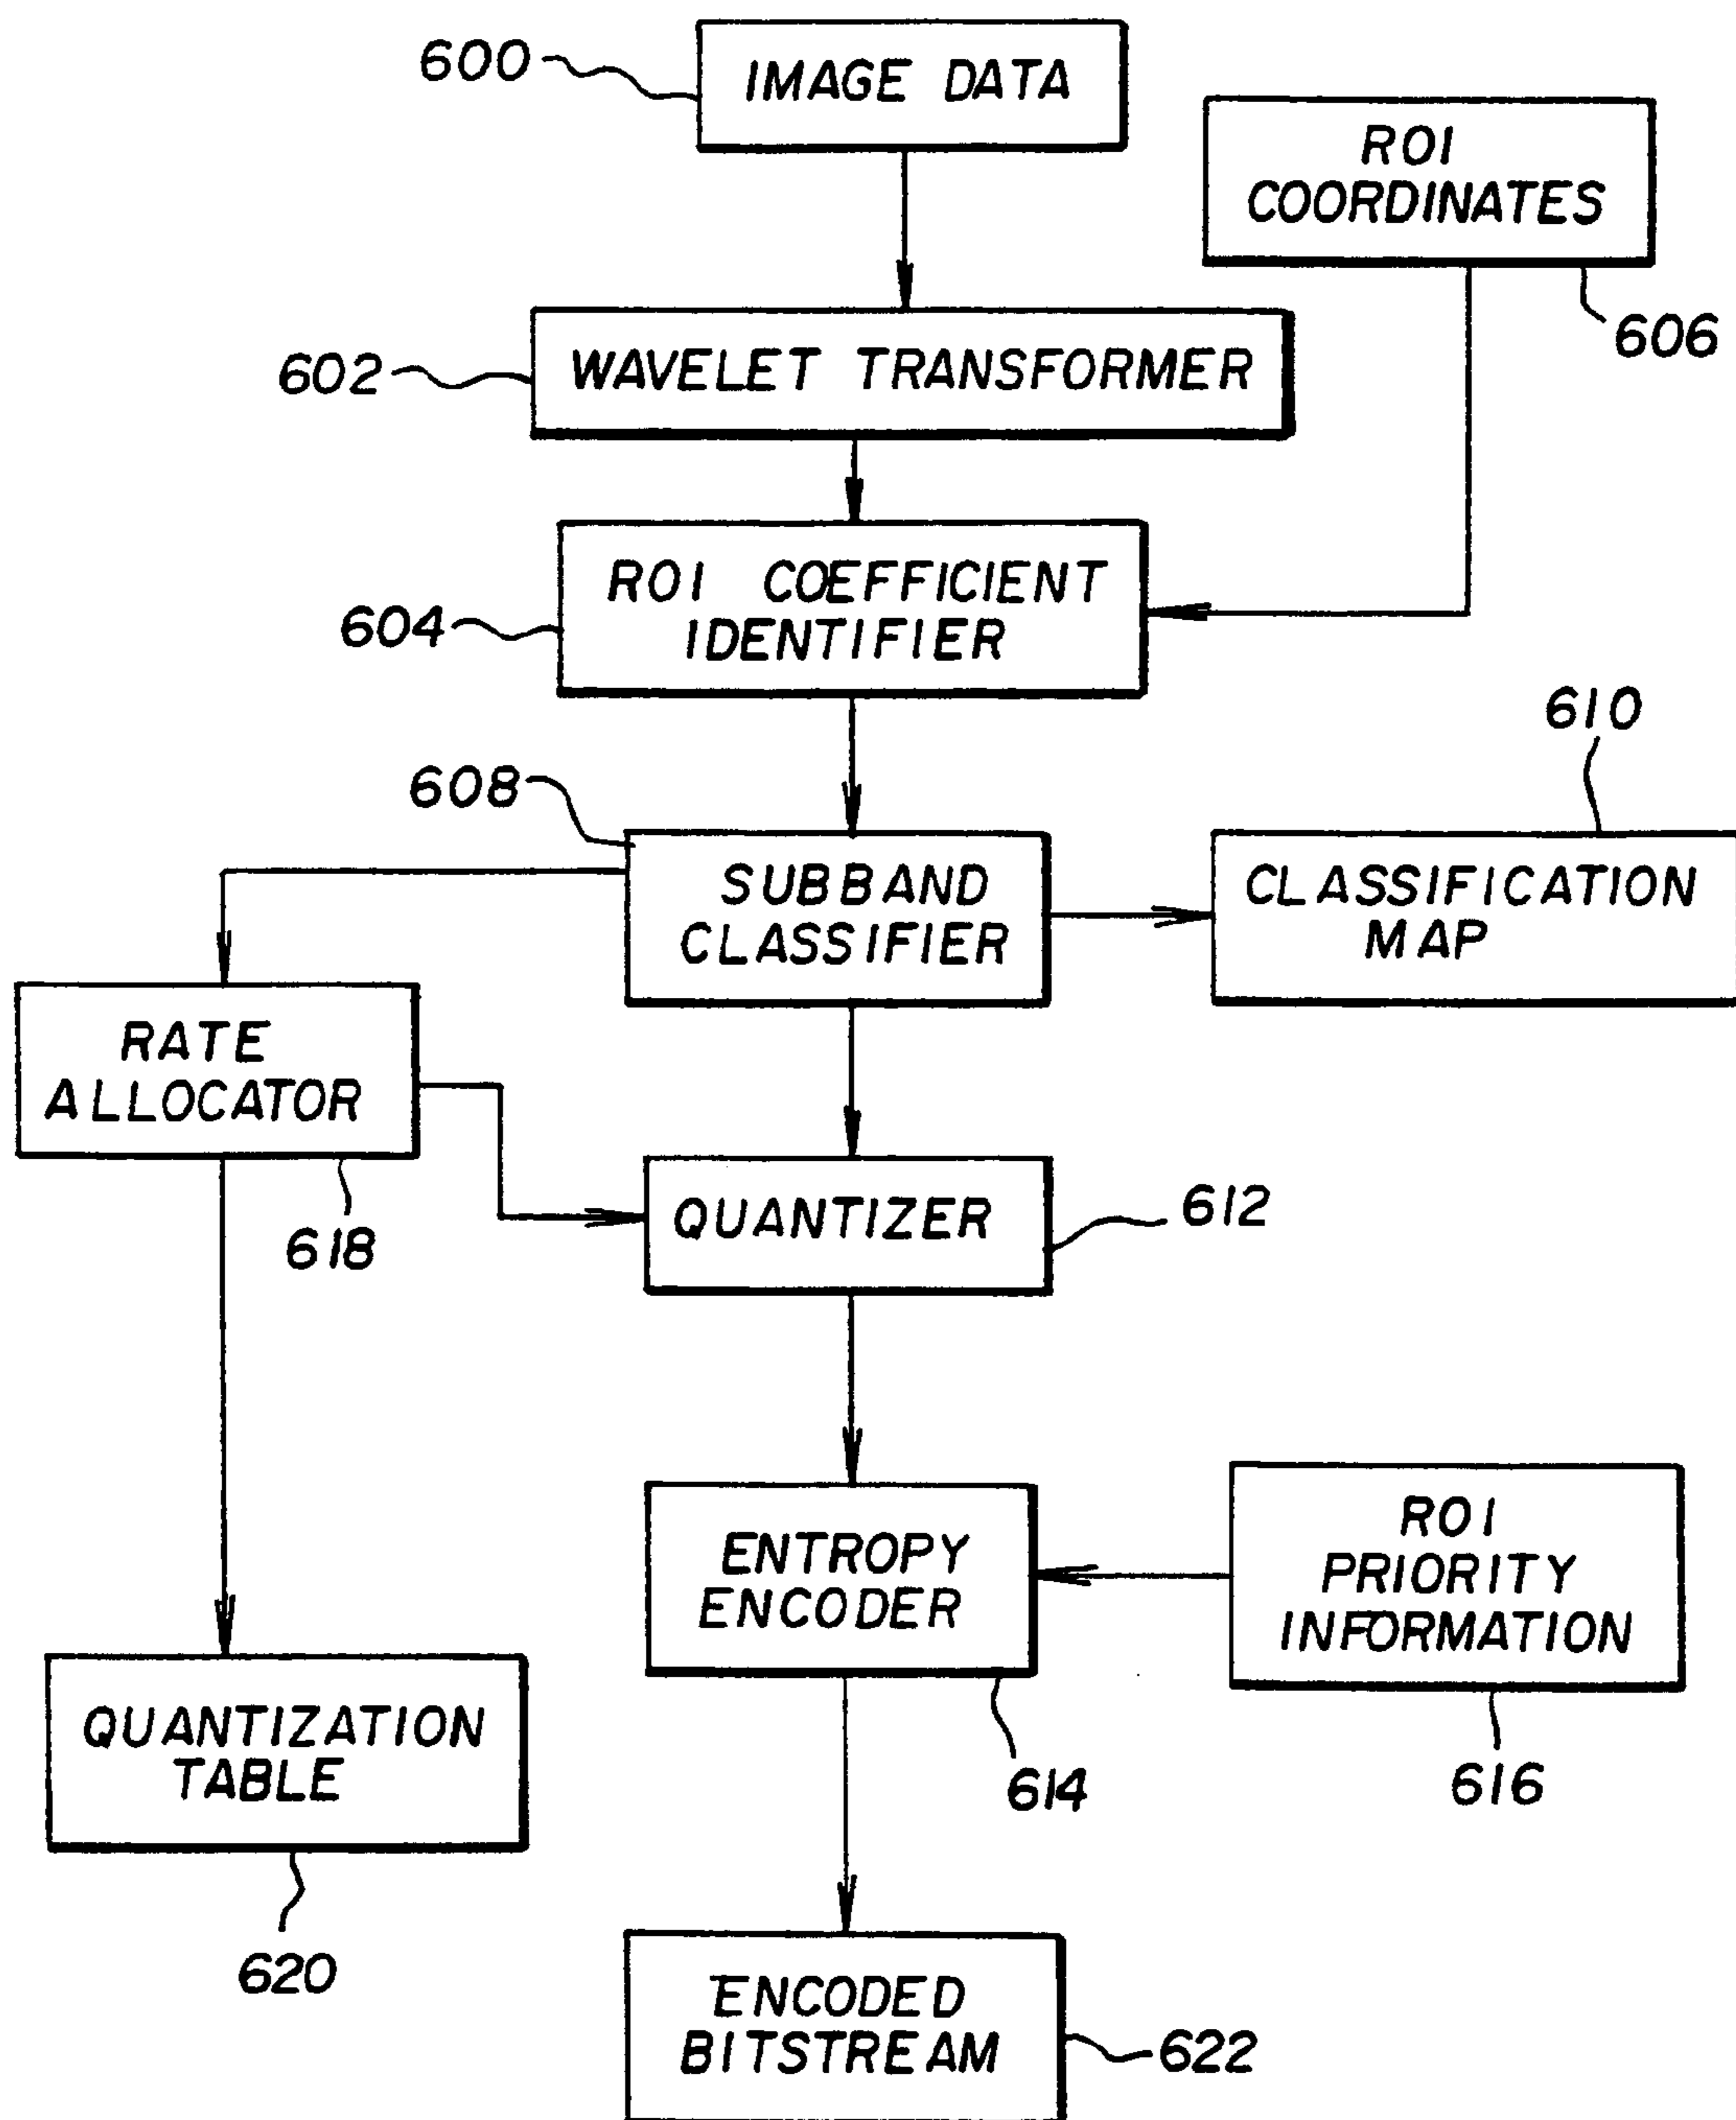 600
IMAGE DATA
ROI
COORDINATES
606
602
WAVELET TRANSFORMER
604
ROI COEFFICIENT
IDENTIFIER
610
608
SUBBAND
CLASSIFIER
CLASSIFICATION
MAP
RATE
ALLOCATOR
618
QUANTIZER
612
ENTROPY
ENCODER
614
ROI
PRIORITY
INFORMATION
616
QUANTIZATION
TABLE
620
ENCODED
BITSTREAM
622